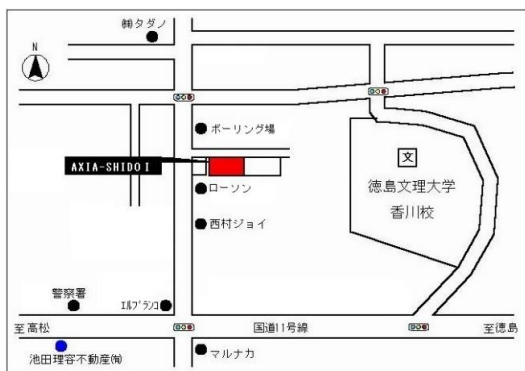 ㈱タダノ
N
ボーリング場
AXIA-SHIDO I
文
ローソン
徳島文理大学
香川校
西村ジョイ
警察署
エルブランコ
至高松
国道11号線
至徳島
池田理容不動産㈲
マルナカ